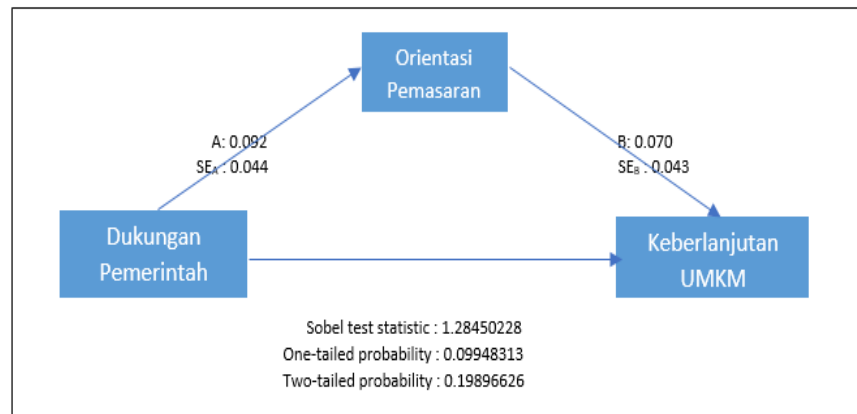 Orientasi
Pemasaran
A: 0.092
SEA : 0.044
B: 0.070
SEB : 0.043
Dukungan
Pemerintah
Keberlanjutan
UMKM
Sobel test statistic : 1.28450228
One-tailed probability : 0.09948313
Two-tailed probability : 0.19896626